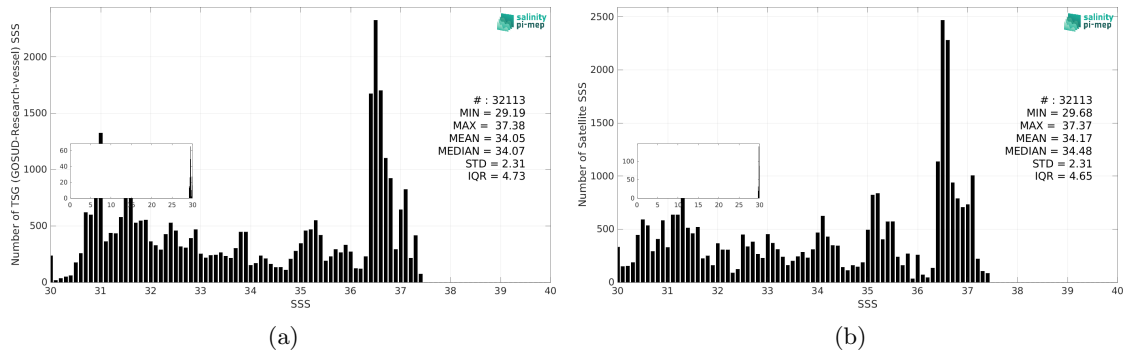 salinity
pi-mep
Number of TSG (GOSUD-Research-vessel) SSS
2000
1500
1000
500
0
# : 32113
MIN = 29.19
MAX = 37.38
MEAN = 34.05
MEDIAN = 34.07
STD = 2.31
IQR = 4.73
60
40
20
0
0 5 10 15 20 25 30
30 31 32 33 34 35 36 37 38 39 40
SSS
(a)
salinity
pi-mep
Number of Satellite SSS
2500
2000
1500
1000
500
0
# : 32113
MIN = 29.68
MAX = 37.37
MEAN = 34.17
MEDIAN = 34.48
STD = 2.31
IQR = 4.65
100
50
0
0 5 10 15 20 25 30
30 31 32 33 34 35 36 37 38 39 40
SSS
(b)